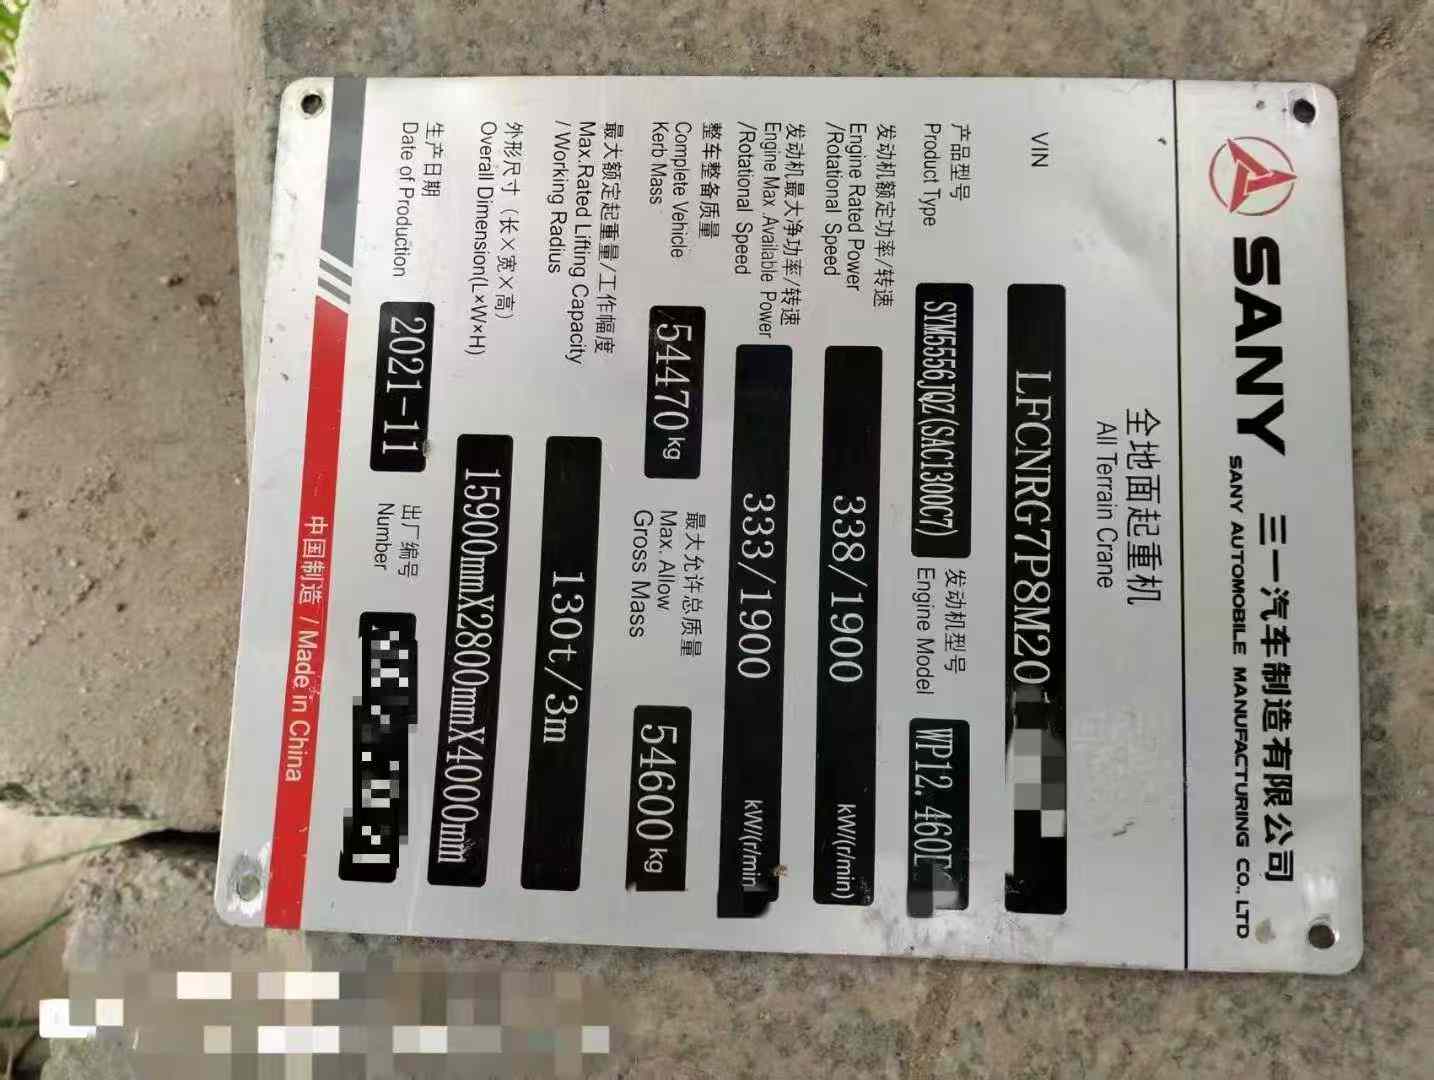 SANY 三一汽车制造有限公司
SANY AUTOMOBILE MANUFACTURING CO., LTD
全地面起重机
All Terrain Crane
VIN LFCNRG7P8M201
产品型号 SYM5556JQZ(SAC1300C7) 发动机型号 WP12.460
Product Type Engine Model
发动机额定功率/转速
Engine Rated Power 338/1900 kW/(r/min)
/Rotational Speed
发动机最大净功率/转速
Engine Max.Available Power 333/1900 kW/(r/min
/Rotational Speed
整车整备质量 最大允许总质量
Complete Vehicle 54470 kg Max. Allow 54600 kg
Kerb Mass Gross Mass
最大额定起重量/工作幅度
Max.Rated Lifting Capacity 130t/3m
/Working Radius
外形尺寸（长×宽×高） 15900mmX2800mmX4000mm
Overall Dimension(L×W×H)
生产日期 2021-11 出厂编号
Date of Production Number
中国制造 / Made in China